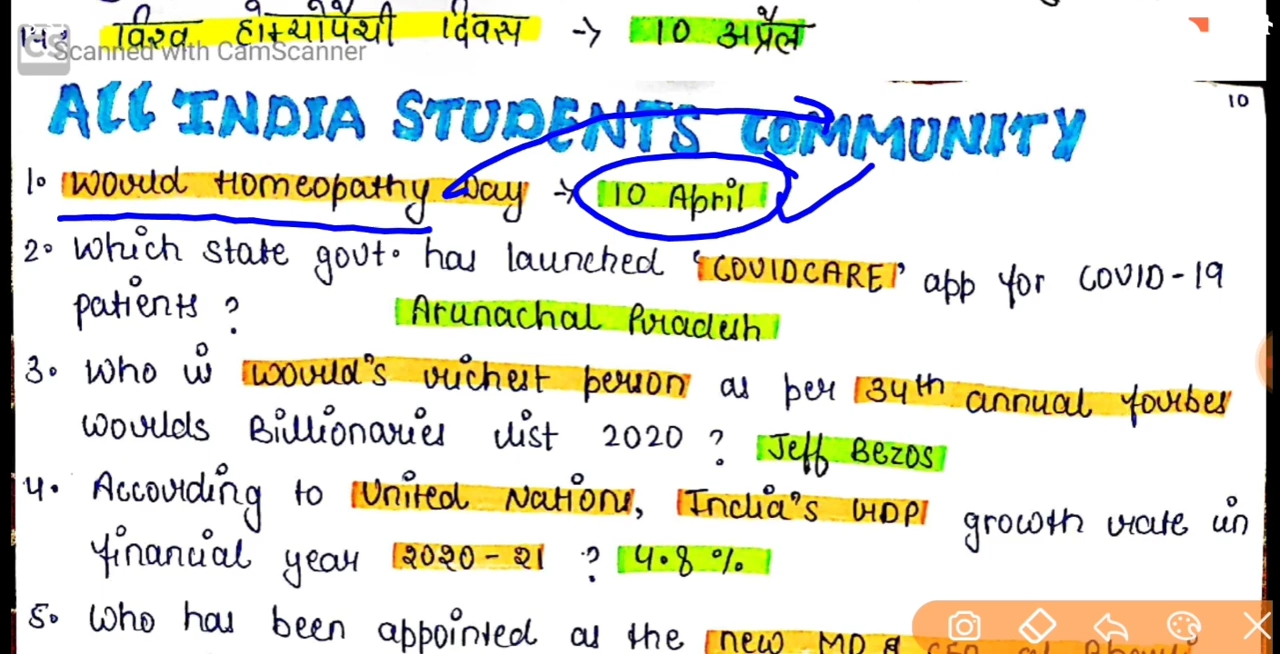 विश्व होम्योपैथी दिवस -> 10 अप्रैल
CS Scanned with CamScanner
10
ALL INDIA STUDENTS COMMUNITY
1. World Homeopathy Day -> 10 April
2. Which state govt. has launched 'COVIDCARE' app for COVID-19
patients? Arunachal Pradesh
3. Who is world's richest person as per 34th annual forbes
worlds Billionaries list 2020? Jeff Bezos
4. According to United Nations, India's GDP growth rate in
financial year 2020-21? 4.8%
5. Who has been appointed as the new MD &